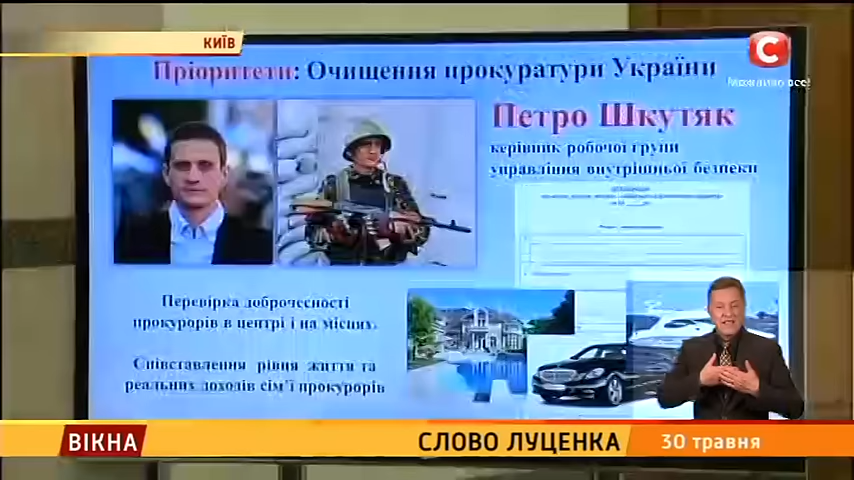 КИЇВ
Можливо все!
Пріоритети: Очищення прокуратури України
Петро Шкутяк
керівник робочої групи
управління внутрішньої безпеки
Перевірка доброчесності
прокурорів в центрі і на місцях.
Співставлення рівня життя та
реальних доходів сім'ї прокурорів
ВІКНА
СЛОВО ЛУЦЕНКА
30 травня